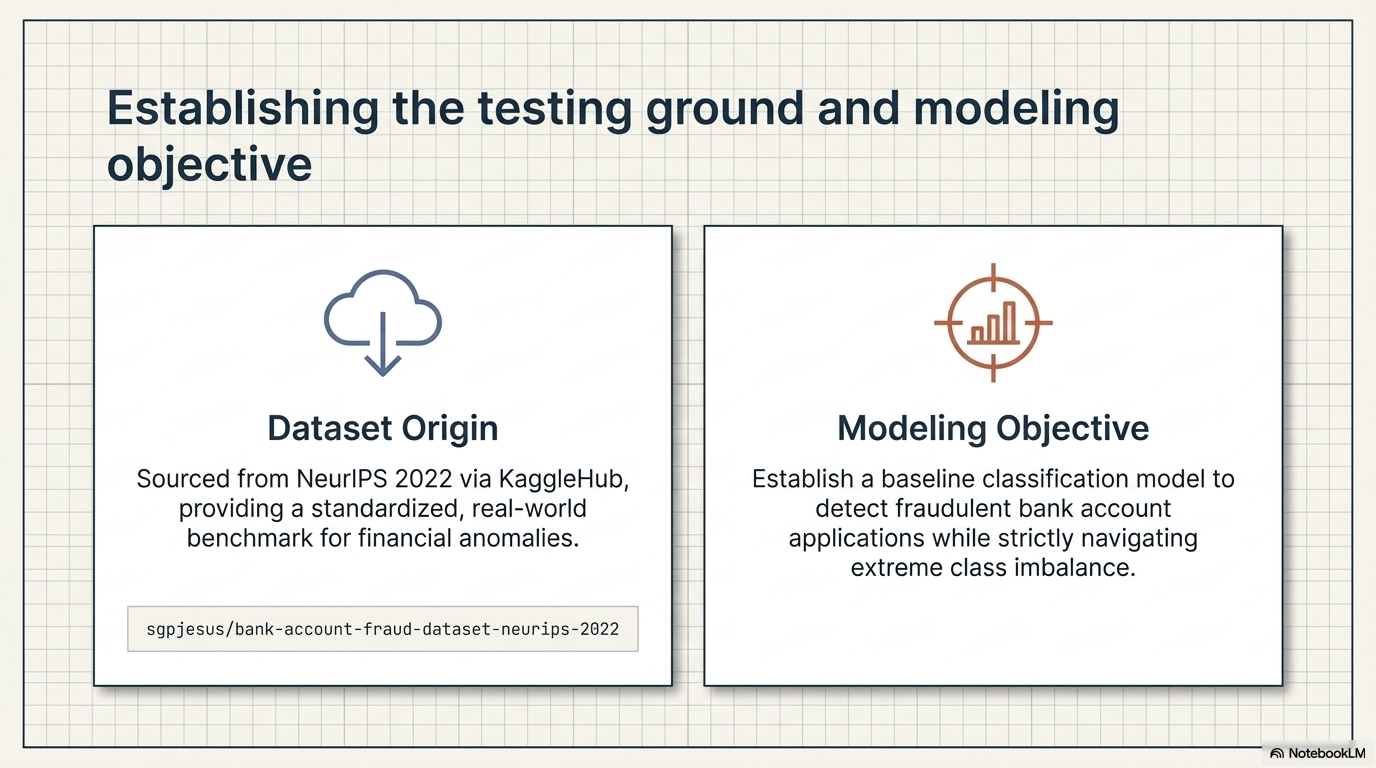 Establishing the testing ground and modeling
objective
Dataset Origin
Sourced from NeurIPS 2022 via KaggleHub,
providing a standardized, real-world
benchmark for financial anomalies.
sgpjesus/bank-account-fraud-dataset-neurips-2022
Modeling Objective
Establish a baseline classification model to
detect fraudulent bank account
applications while strictly navigating
extreme class imbalance.
NotebookLM